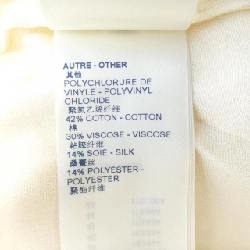 AUTRE - OTHER
其他
POLYCHLORURE DE
VINYLE - POLYVINYL
CHLORIDE
聚氯乙烯纤维
42% COTON - COTTON
棉
30% VISCOSE - VISCOSE
粘胶纤维
14% SOIE - SILK
桑蚕丝
14% POLYESTER -
POLYESTER
聚酯纤维